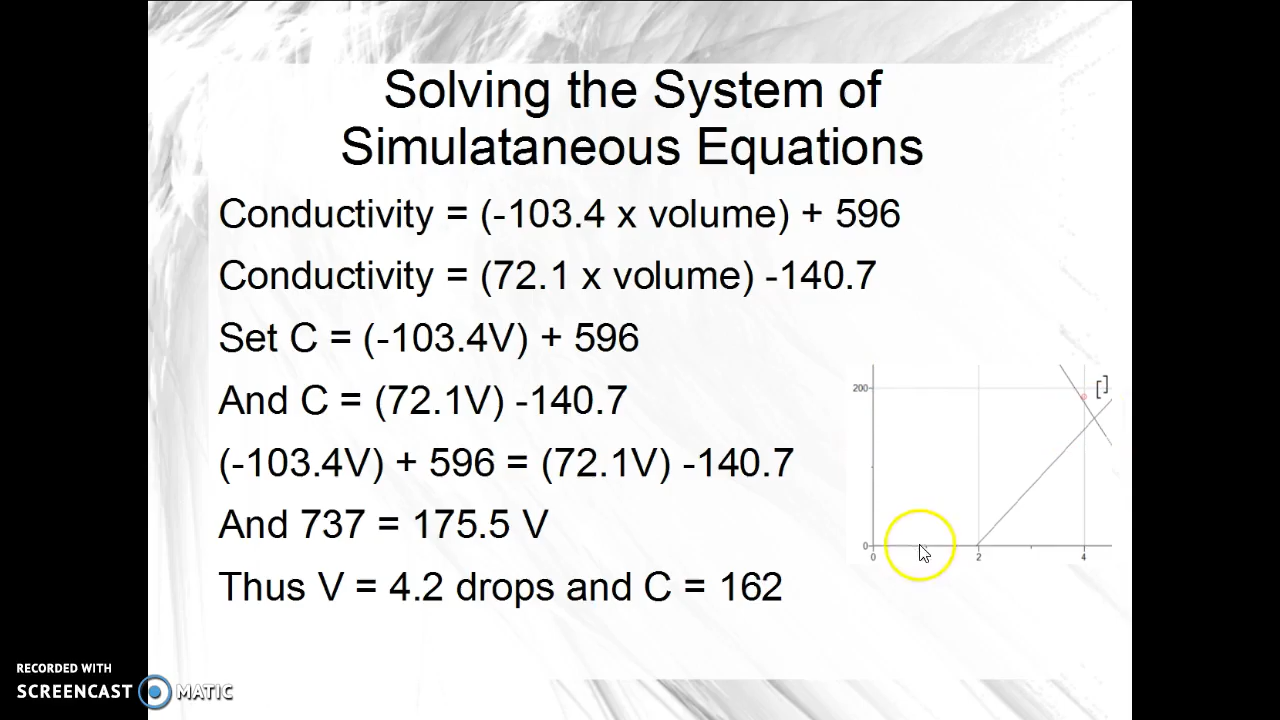 Solving the System of
Simulataneous Equations
Conductivity = (-103.4 x volume) + 596
Conductivity = (72.1 x volume) -140.7
Set C = (-103.4V) + 596
And C = (72.1V) -140.7
(-103.4V) + 596 = (72.1V) -140.7
And 737 = 175.5 V
Thus V = 4.2 drops and C = 162
200
[]
0
0 2 4
RECORDED WITH
SCREENCAST MATIC